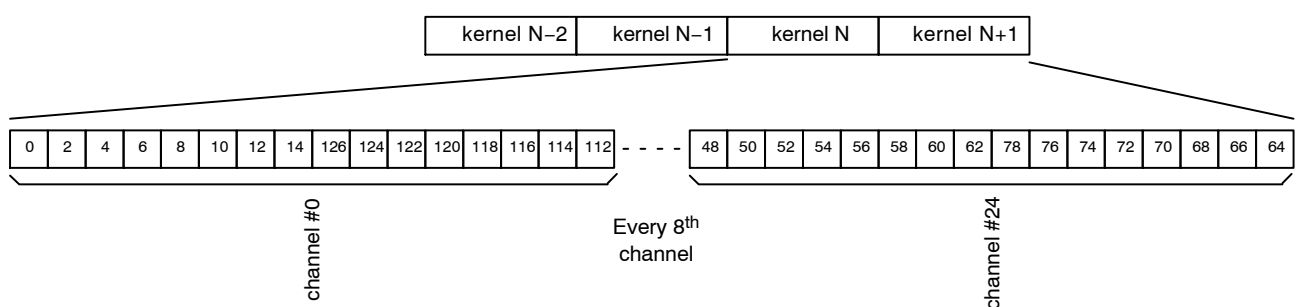 kernel N−2 kernel N−1 kernel N kernel N+1
0 2 4 6 8 10 12 14 126 124 122 120 118 116 114 112 - - - - 48 50 52 54 56 58 60 62 78 76 74 72 70 68 66 64
channel #0
Every 8th
channel
channel #24